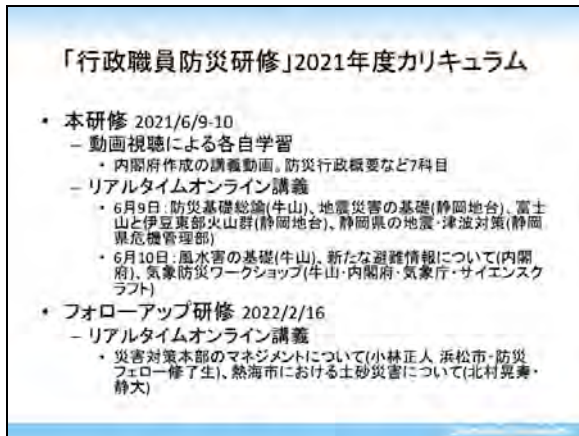 「行政職員防災研修」2021年度カリキュラム
• 本研修 2021/6/9-10
– 動画視聴による各自学習
• 内閣府作成の講義動画。防災行政概要など7科目
– リアルタイムオンライン講義
• 6月9日:防災基礎総論(牛山)、地震災害の基礎(静岡地台)、富士
山と伊豆東部火山群(静岡地台)、静岡県の地震・津波対策(静岡
県危機管理部)
• 6月10日:風水害の基礎(牛山)、新たな避難情報について(内閣
府)、気象防災ワークショップ(牛山・内閣府・気象庁・サイエンスク
ラフト)
• フォローアップ研修 2022/2/16
– リアルタイムオンライン講義
• 災害対策本部のマネジメントについて(小林正人 浜松市・防災
フェロー修了生)、熱海市における土砂災害について(北村晃寿・
静大)